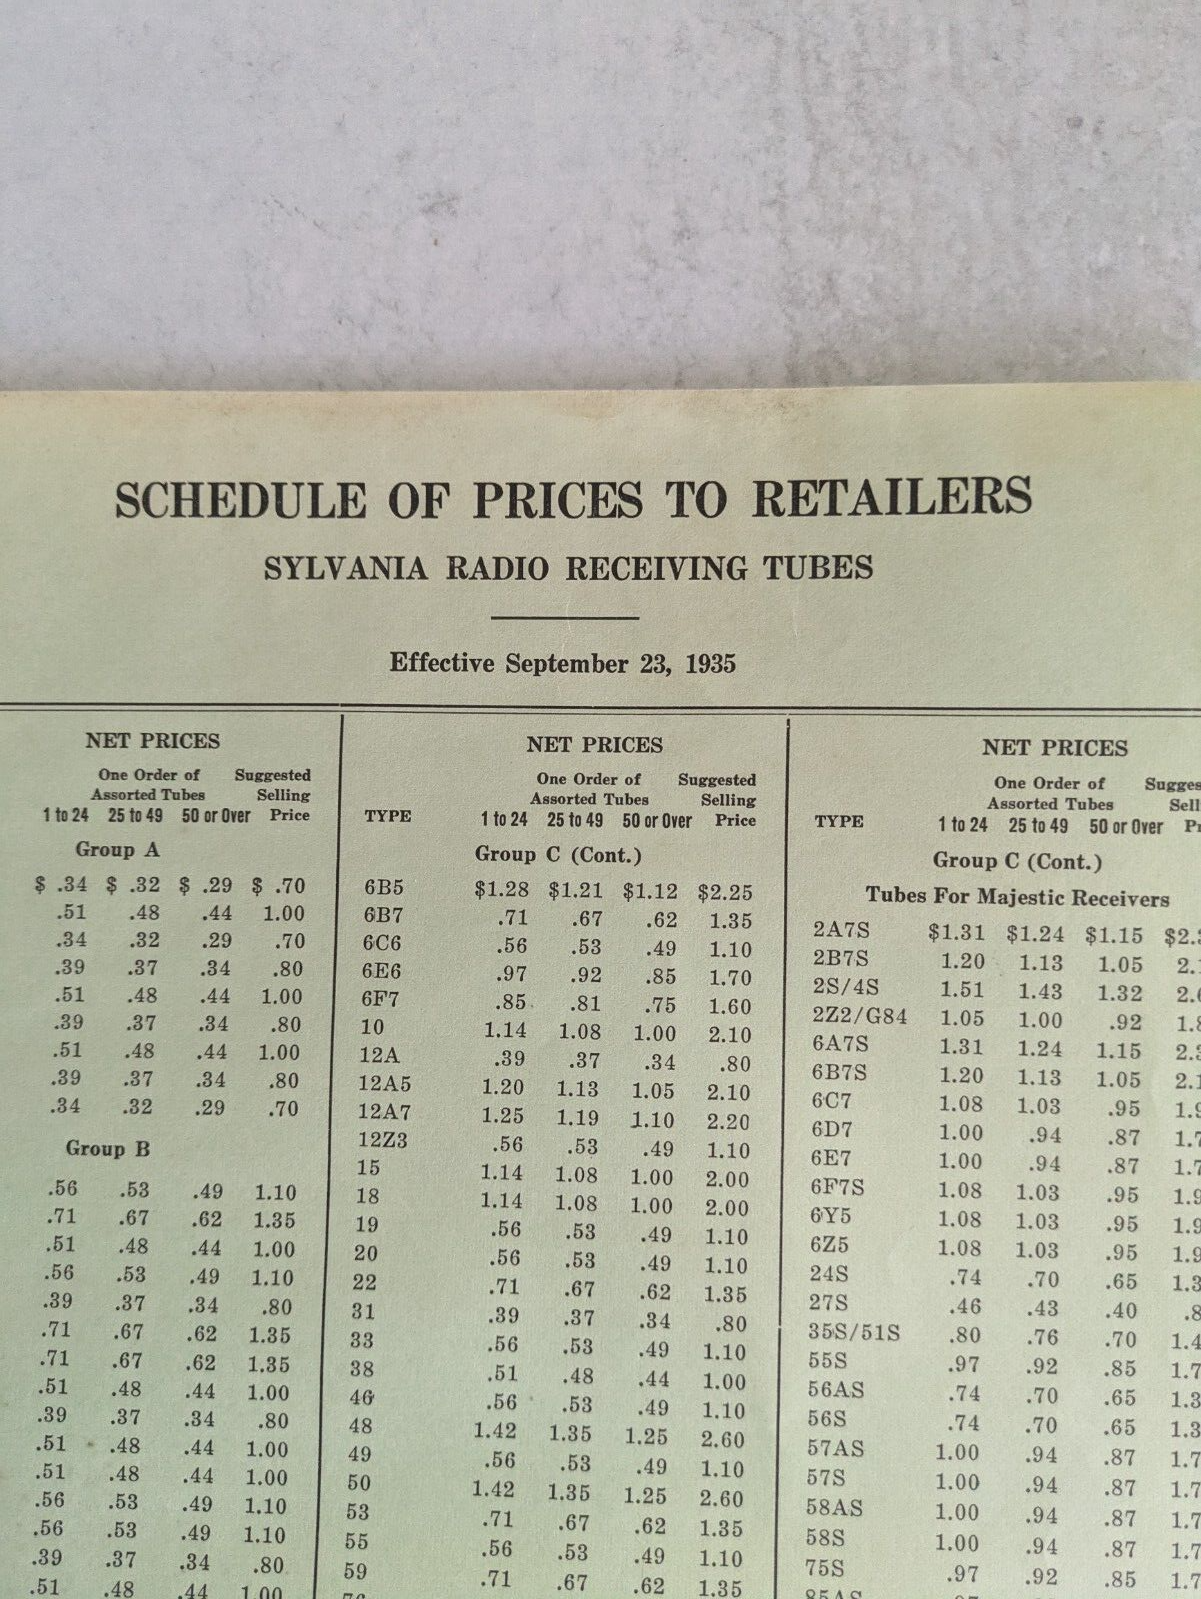 SCHEDULE OF PRICES TO RETAILERS
SYLVANIA RADIO RECEIVING TUBES
Effective September 23, 1935
NET PRICES
One Order of Suggested
Assorted Tubes Selling
1 to 24 25 to 49 50 or Over Price
Group A
$ .34 $ .32 $ .29 $ .70
.51 .48 .44 1.00
.34 .32 .29 .70
.39 .37 .34 .80
.51 .48 .44 1.00
.39 .37 .34 .80
.51 .48 .44 1.00
.39 .37 .34 .80
.34 .32 .29 .70
Group B
.56 .53 .49 1.10
.71 .67 .62 1.35
.51 .48 .44 1.00
.56 .53 .49 1.10
.39 .37 .34 .80
.71 .67 .62 1.35
.71 .67 .62 1.35
.51 .48 .44 1.00
.39 .37 .34 .80
.51 .48 .44 1.00
.51 .48 .44 1.00
.56 .53 .49 1.10
.56 .53 .49 1.10
.39 .37 .34 .80
.51 .48 .44 1.00
NET PRICES
One Order of Suggested
Assorted Tubes Selling
TYPE 1 to 24 25 to 49 50 or Over Price
Group C (Cont.)
6B5 $1.28 $1.21 $1.12 $2.25
6B7 .71 .67 .62 1.35
6C6 .56 .53 .49 1.10
6E6 .97 .92 .85 1.70
6F7 .85 .81 .75 1.60
10 1.14 1.08 1.00 2.10
12A .39 .37 .34 .80
12A5 1.20 1.13 1.05 2.10
12A7 1.25 1.19 1.10 2.20
12Z3 .56 .53 .49 1.10
15 1.14 1.08 1.00 2.00
18 1.14 1.08 1.00 2.00
19 .56 .53 .49 1.10
20 .56 .53 .49 1.10
22 .71 .67 .62 1.35
31 .39 .37 .34 .80
33 .56 .53 .49 1.10
38 .51 .48 .44 1.00
46 .56 .53 .49 1.10
48 1.42 1.35 1.25 2.60
49 .56 .53 .49 1.10
50 1.42 1.35 1.25 2.60
53 .71 .67 .62 1.35
55 .56 .53 .49 1.10
59 .71 .67 .62 1.35
NET PRICES
One Order of
Assorted Tubes
TYPE 1 to 24 25 to 49 50 or Over
Group C (Cont.)
Tubes For Majestic Receivers
2A7S $1.31 $1.24 $1.15
2B7S 1.20 1.13 1.05
2S/4S 1.51 1.43 1.32
2Z2/G84 1.05 1.00 .92
6A7S 1.31 1.24 1.15
6B7S 1.20 1.13 1.05
6C7 1.08 1.03 .95
6D7 1.00 .94 .87
6E7 1.00 .94 .87
6F7S 1.08 1.03 .95
6Y5 1.08 1.03 .95
6Z5 1.08 1.03 .95
24S .74 .70 .65
27S .46 .43 .40
35S/51S .80 .76 .70
55S .97 .92 .85
56AS .74 .70 .65
56S .74 .70 .65
57AS 1.00 .94 .87
57S 1.00 .94 .87
58AS 1.00 .94 .87
58S 1.00 .94 .87
75S .97 .92 .85